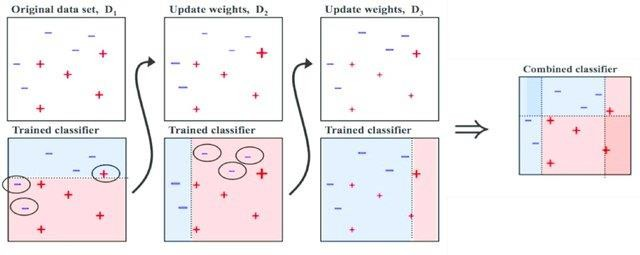 Original data set, D1
Update weights, D2
Update weights, D3
Combined classifier
Trained classifier
Trained classifier
Trained classifier